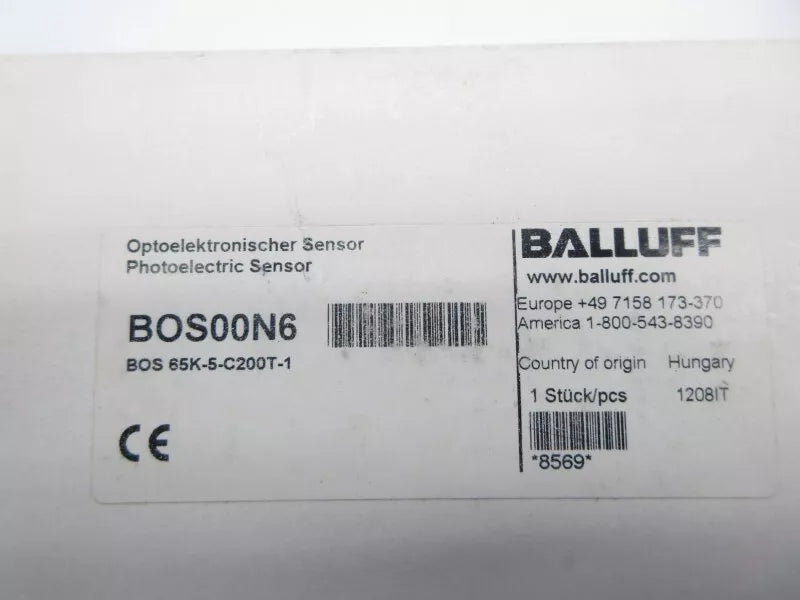 Optoelektronischer Sensor
Photoelectric Sensor
BOS00N6
BOS 65K-5-C200T-1
CE
BALLUFF
www.balluff.com
Europe +49 7158 173-370
America 1-800-543-8390
Country of origin Hungary
1 Stück/pcs 1208IT
*8569*